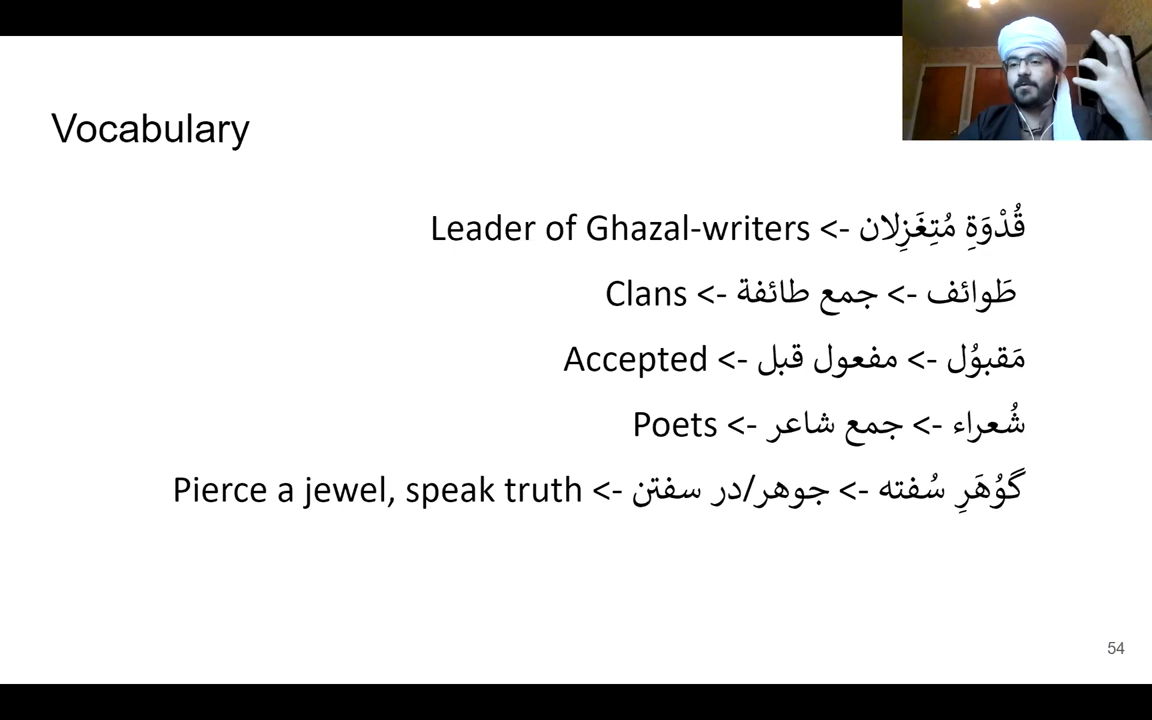 Vocabulary
قُدْوَةِ مُتِغَزِلان -> Leader of Ghazal-writers
طَوائف -> جمع طائفة -> Clans
مَقبوُل -> مفعول قبل -> Accepted
شُعراء -> جمع شاعر -> Poets
گوُهَرِ سُفته -> جوهر/در سفتن -> Pierce a jewel, speak truth
54